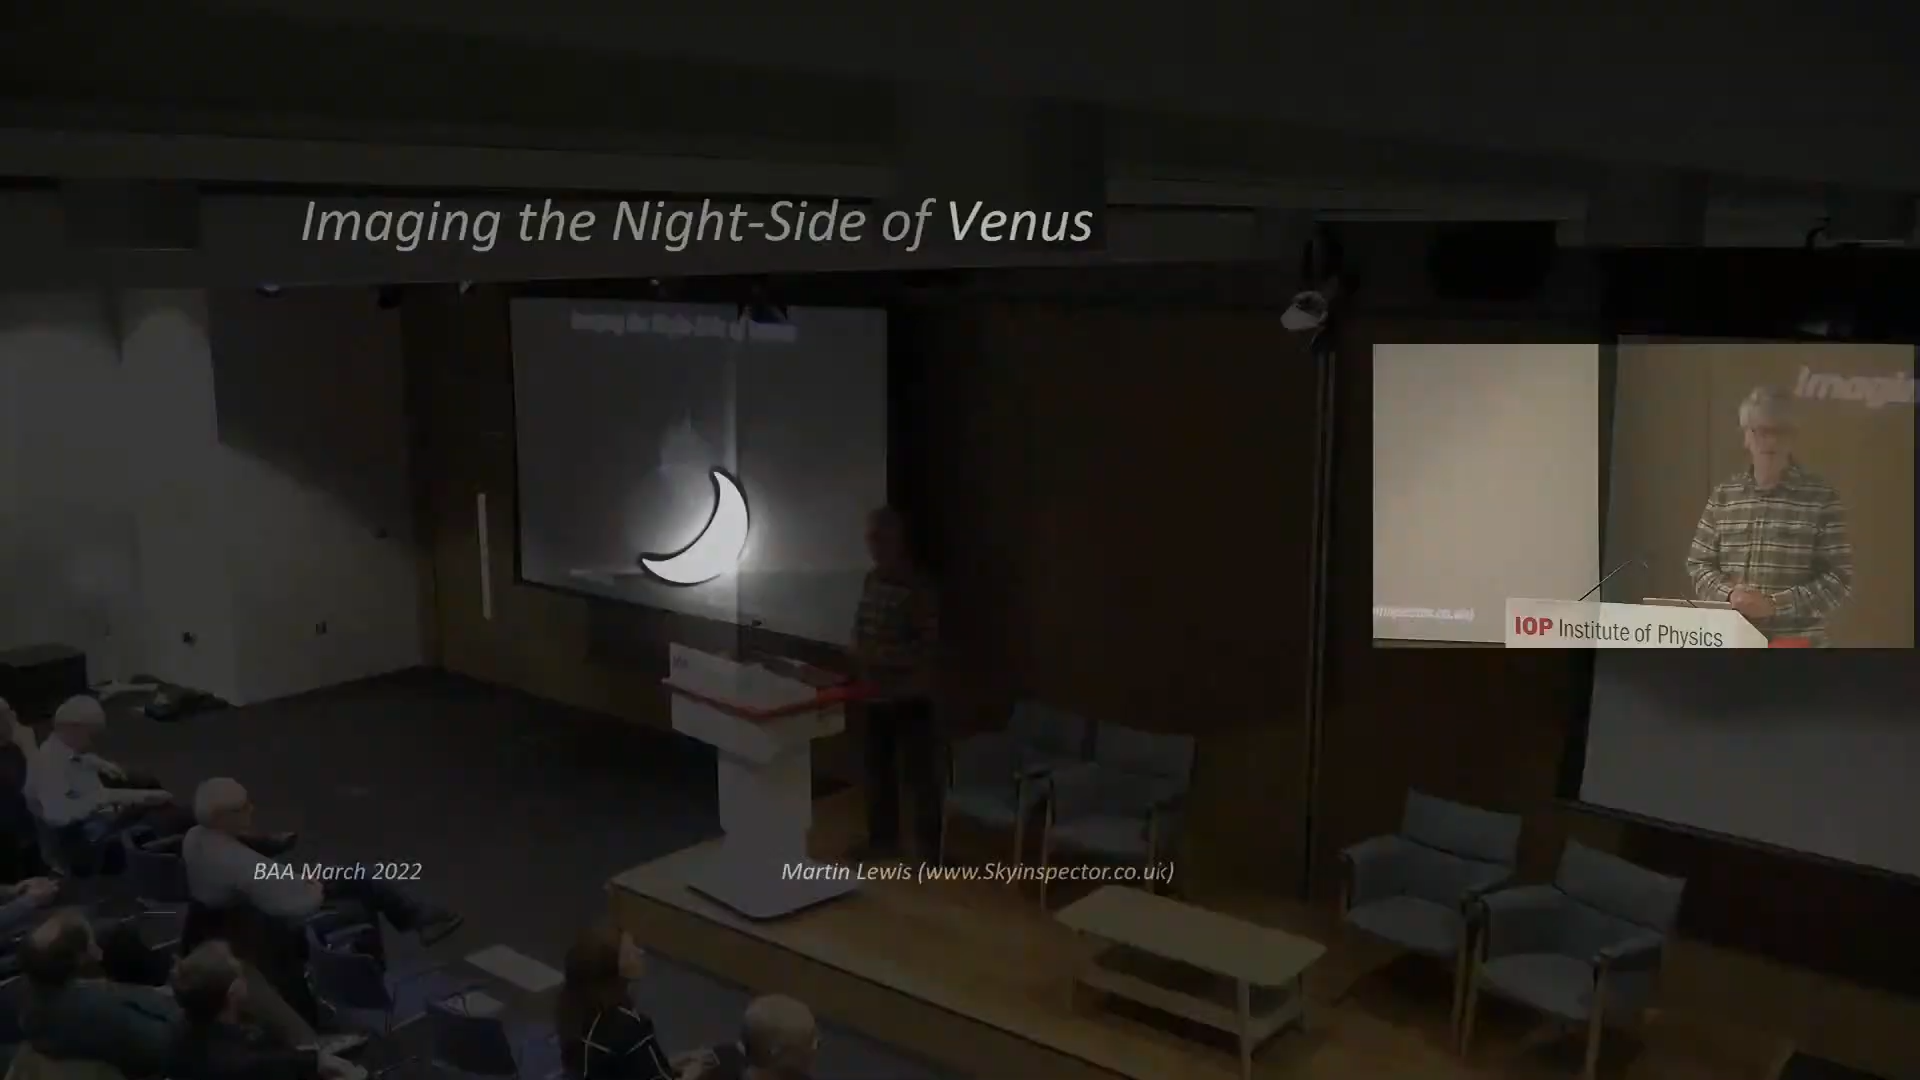 Imaging the Night-Side of Venus
IOP Institute of Physics
BAA March 2022
Martin Lewis (www.Skyinspector.co.uk)